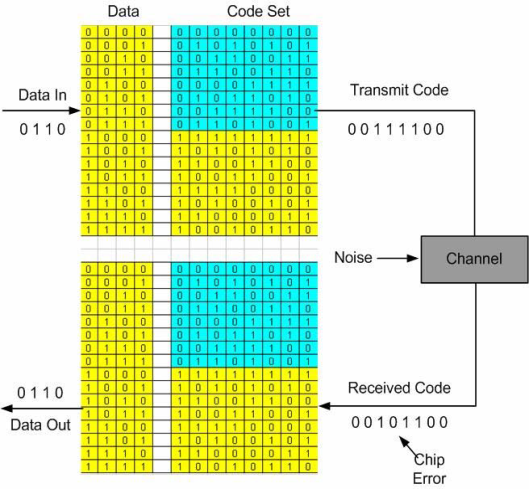 Data Code Set
0 0 0 0 0 0 0 0 0 0 0 0
0 0 0 1 0 1 0 1 0 1 0 1
0 0 1 0 0 0 1 1 0 0 1 1
0 0 1 1 0 1 1 0 0 1 1 0
0 1 0 0 0 0 0 0 1 1 1 1
0 1 0 1 0 1 0 1 1 0 1 0
0 1 1 0 0 0 1 1 1 1 0 0
0 1 1 1 0 1 1 0 1 0 0 1
1 0 0 0 1 1 1 1 1 1 1 1
1 0 0 1 1 0 1 0 1 0 1 0
1 0 1 0 1 1 0 0 1 1 0 0
1 0 1 1 1 0 0 1 1 0 0 1
1 1 0 0 1 1 1 1 0 0 0 0
1 1 0 1 1 0 1 0 0 1 0 1
1 1 1 0 1 1 0 0 0 0 1 1
1 1 1 1 1 0 0 1 0 1 1 0
Data In
0 1 1 0
Transmit Code
0 0 1 1 1 1 0 0
Noise
Channel
0 0 0 0 0 0 0 0 0 0 0 0
0 0 0 1 0 1 0 1 0 1 0 1
0 0 1 0 0 0 1 1 0 0 1 1
0 0 1 1 0 1 1 0 0 1 1 0
0 1 0 0 0 0 0 0 1 1 1 1
0 1 0 1 0 1 0 1 1 0 1 0
0 1 1 0 0 0 1 1 1 1 0 0
0 1 1 1 0 1 1 0 1 0 0 1
1 0 0 0 1 1 1 1 1 1 1 1
1 0 0 1 1 0 1 0 1 0 1 0
1 0 1 0 1 1 0 0 1 1 0 0
1 0 1 1 1 0 0 1 1 0 0 1
1 1 0 0 1 1 1 1 0 0 0 0
1 1 0 1 1 0 1 0 0 1 0 1
1 1 1 0 1 1 0 0 0 0 1 1
1 1 1 1 1 0 0 1 0 1 1 0
0 1 1 0
Data Out
Received Code
0 0 1 0 1 1 0 0
Chip
Error